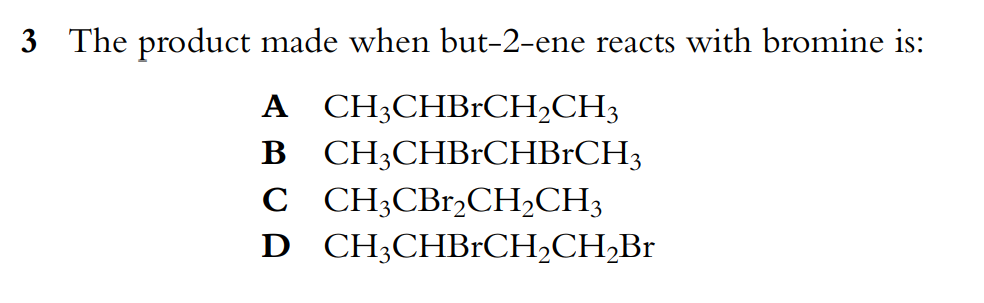 3 The product made when but-2-ene reacts with bromine is:
A CH₃CHBrCH₂CH₃
B CH₃CHBrCHBrCH₃
C CH₃CBr₂CH₂CH₃
D CH₃CHBrCH₂CH₂Br